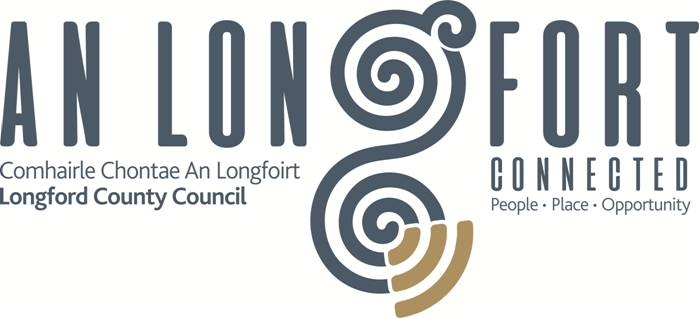 AN LONgFORT
Comhairle Chontae An Longfoirt
Longford County Council
CONNECTED
People · Place · Opportunity